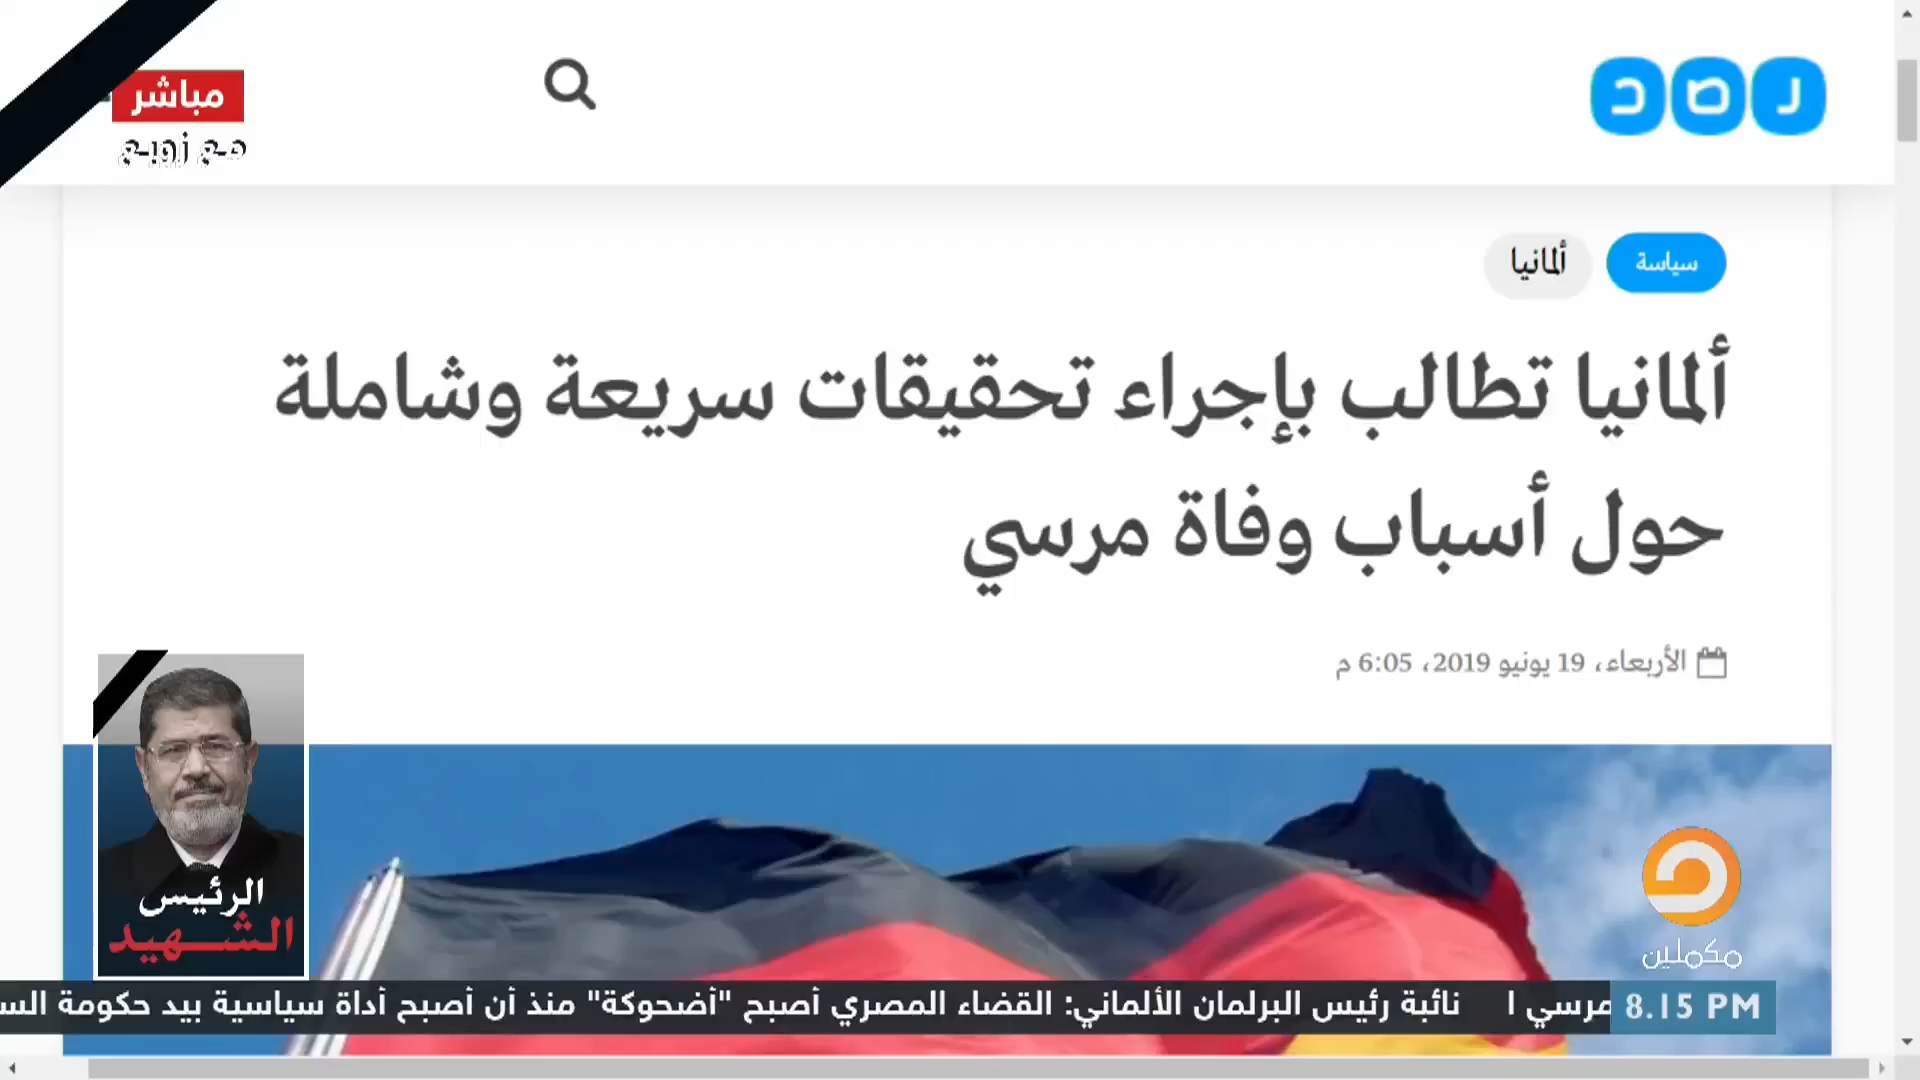 مباشر
مع زوبع
رصد
سياسة
ألمانيا
ألمانيا تطالب بإجراء تحقيقات سريعة وشاملة
حول أسباب وفاة مرسي
الأربعاء، 19 يونيو 2019، 6:05 م
الرئيس
الشهيد
مكملين
8.15 PM
مرسي ا نائبة رئيس البرلمان الألماني: القضاء المصري أصبح "أضحوكة" منذ أن أصبح أداة سياسية بيد حكومة